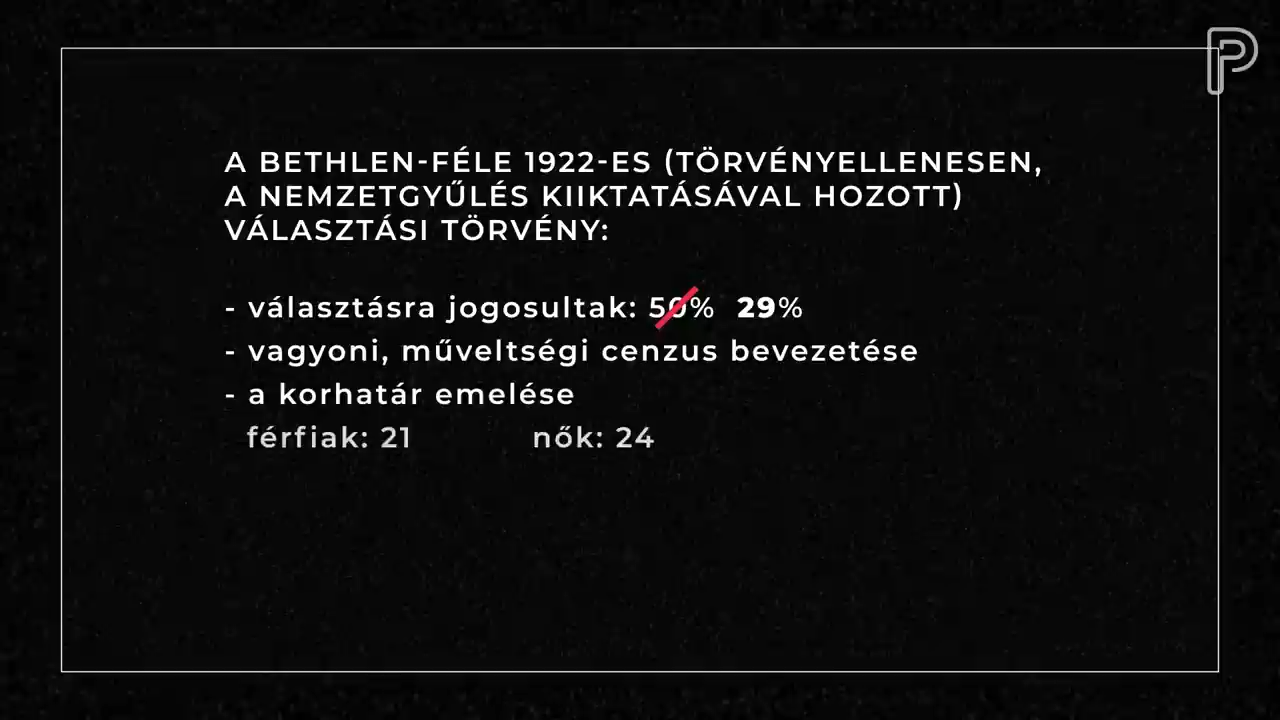 A BETHLEN-FÉLE 1922-ES (TÖRVÉNYELLENESEN,
A NEMZETGYŰLÉS KIIKTATÁSÁVAL HOZOTT)
VÁLASZTÁSI TÖRVÉNY:
- választásra jogosultak: 50% 29%
- vagyoni, műveltségi cenzus bevezetése
- a korhatár emelése
férfiak: 21 nők: 24